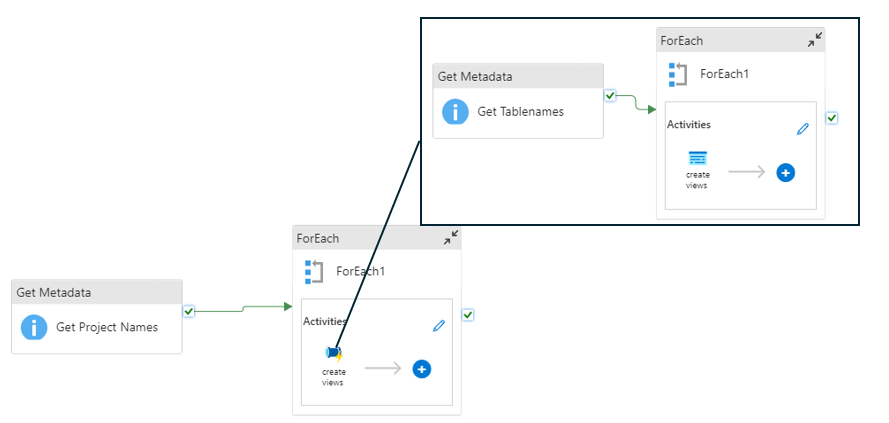 ForEach
ForEach1
Get Metadata
Get Tablenames
Activities
create
views
ForEach
ForEach1
Get Metadata
Get Project Names
Activities
create
views